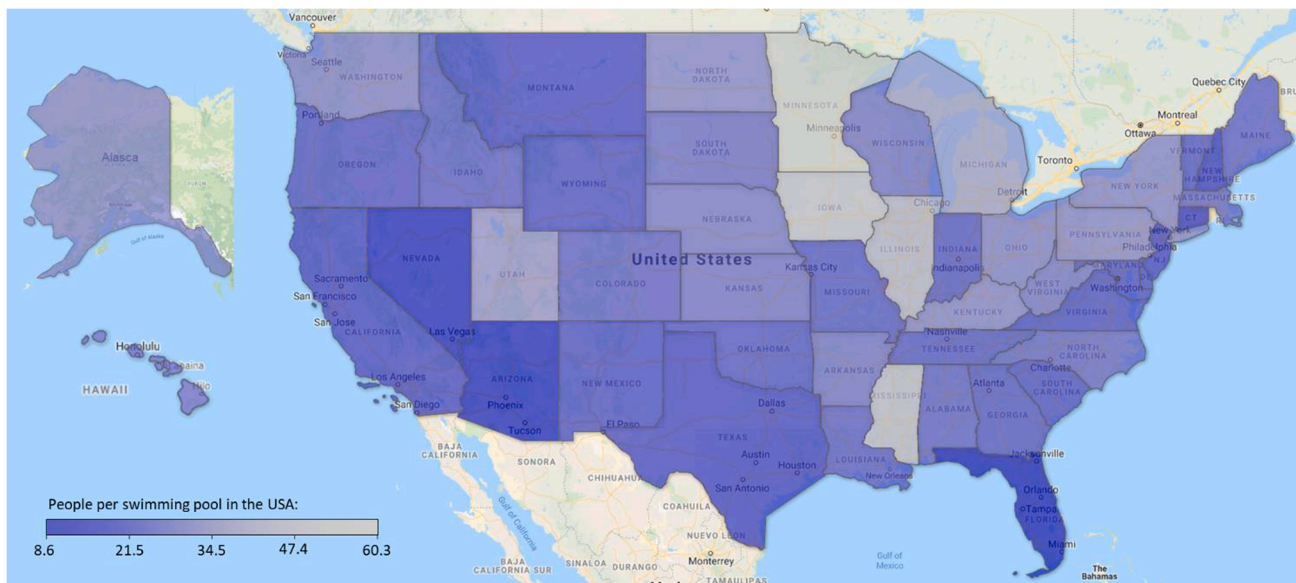 Vancouver
Victoria
Seattle
WASHINGTON
Portland
OREGON
IDAHO
MONTANA
WYOMING
NORTH
DAKOTA
SOUTH
DAKOTA
NEBRASKA
KANSAS
MINNESOTA
Minneapolis
IOWA
WISCONSIN
MICHIGAN
Chicago
Detroit
ILLINOIS
INDIANA
Indianapolis
OHIO
Toronto
Ottawa
Montreal
Quebec City
MAINE
VERMONT
NEW
HAMPSHIRE
MASSACHUSETTS
CT
RI
NEW YORK
New York
PENNSYLVANIA
Philadelphia
NJ
MARYLAND
Washington
WEST
VIRGINIA
VIRGINIA
KENTUCKY
Nashville
TENNESSEE
NORTH
CAROLINA
Charlotte
SOUTH
CAROLINA
Atlanta
GEORGIA
ALABAMA
MISSISSIPPI
ARKANSAS
LOUISIANA
New Orleans
Jacksonville
Orlando
Tampa
FLORIDA
Miami
The
Bahamas
Gulf of
Mexico
United States
Kansas City
MISSOURI
OKLAHOMA
Dallas
TEXAS
Austin
Houston
San Antonio
El Paso
NEW MEXICO
COLORADO
UTAH
NEVADA
Las Vegas
ARIZONA
Phoenix
Tucson
Sacramento
San Francisco
San Jose
CALIFORNIA
Los Angeles
San Diego
BAJA
CALIFORNIA
SONORA
CHIHUAHUA
COAHUILA
NUEVO LEON
Monterrey
TAMAULIPAS
DURANGO
SINALOA
BAJA
CALIFORNIA SUR
Gulf of California
Alasca
Gulf of Alaska
Honolulu
Hilo
HAWAII
People per swimming pool in the USA:
8.6 21.5 34.5 47.4 60.3